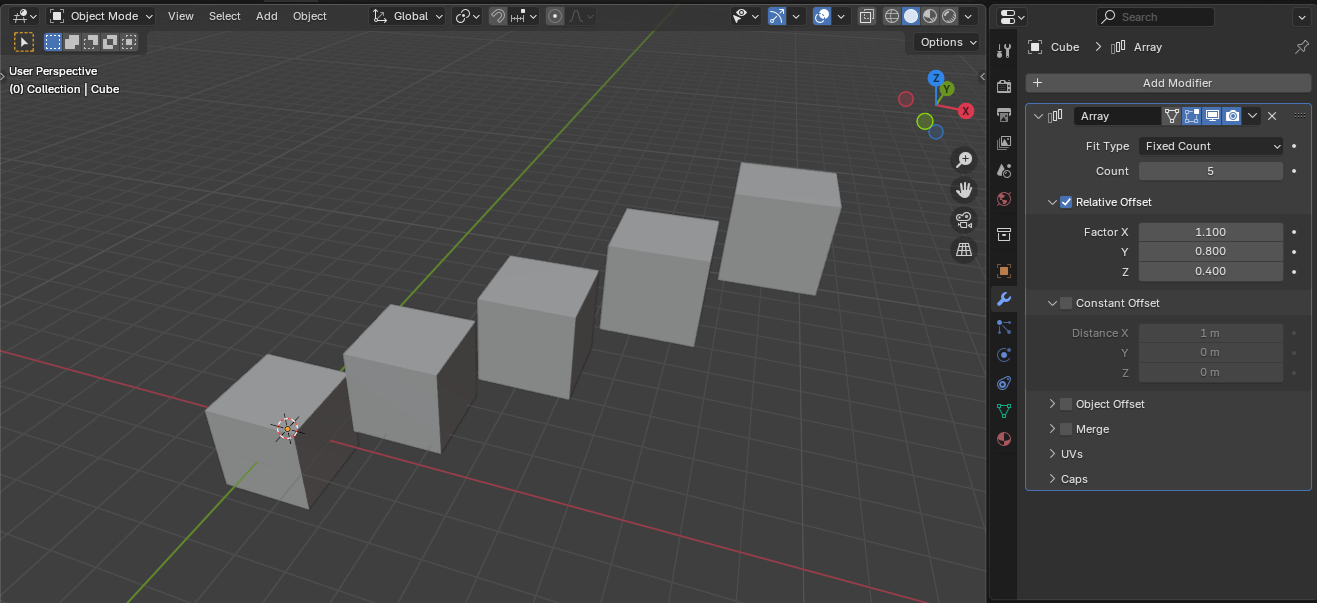 Object Mode View Select Add Object Global
Options
User Perspective
(0) Collection | Cube
Z
Y
X
Search
Cube > Array
+ Add Modifier
Array
Fit Type Fixed Count
Count 5
Relative Offset
Factor X 1.100
Y 0.800
Z 0.400
Constant Offset
Distance X 1 m
Y 0 m
Z 0 m
Object Offset
Merge
UVs
Caps